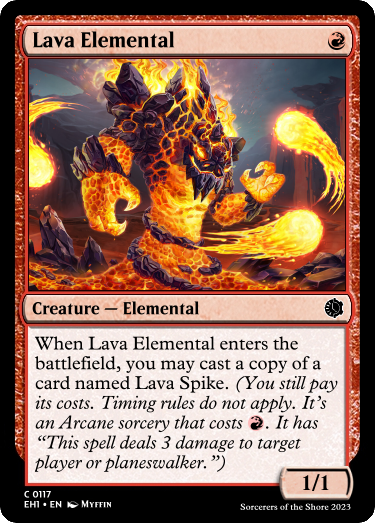 Lava Elemental
Creature — Elemental
When Lava Elemental enters the
battlefield, you may cast a copy of a
card named Lava Spike. (You still pay
its costs. Timing rules do not apply. It's
an Arcane sorcery that costs . It has
“This spell deals 3 damage to target
player or planeswalker.”)
1/1
C 0117
EH1 • EN Myffin
Sorcerers of the Shore 2023